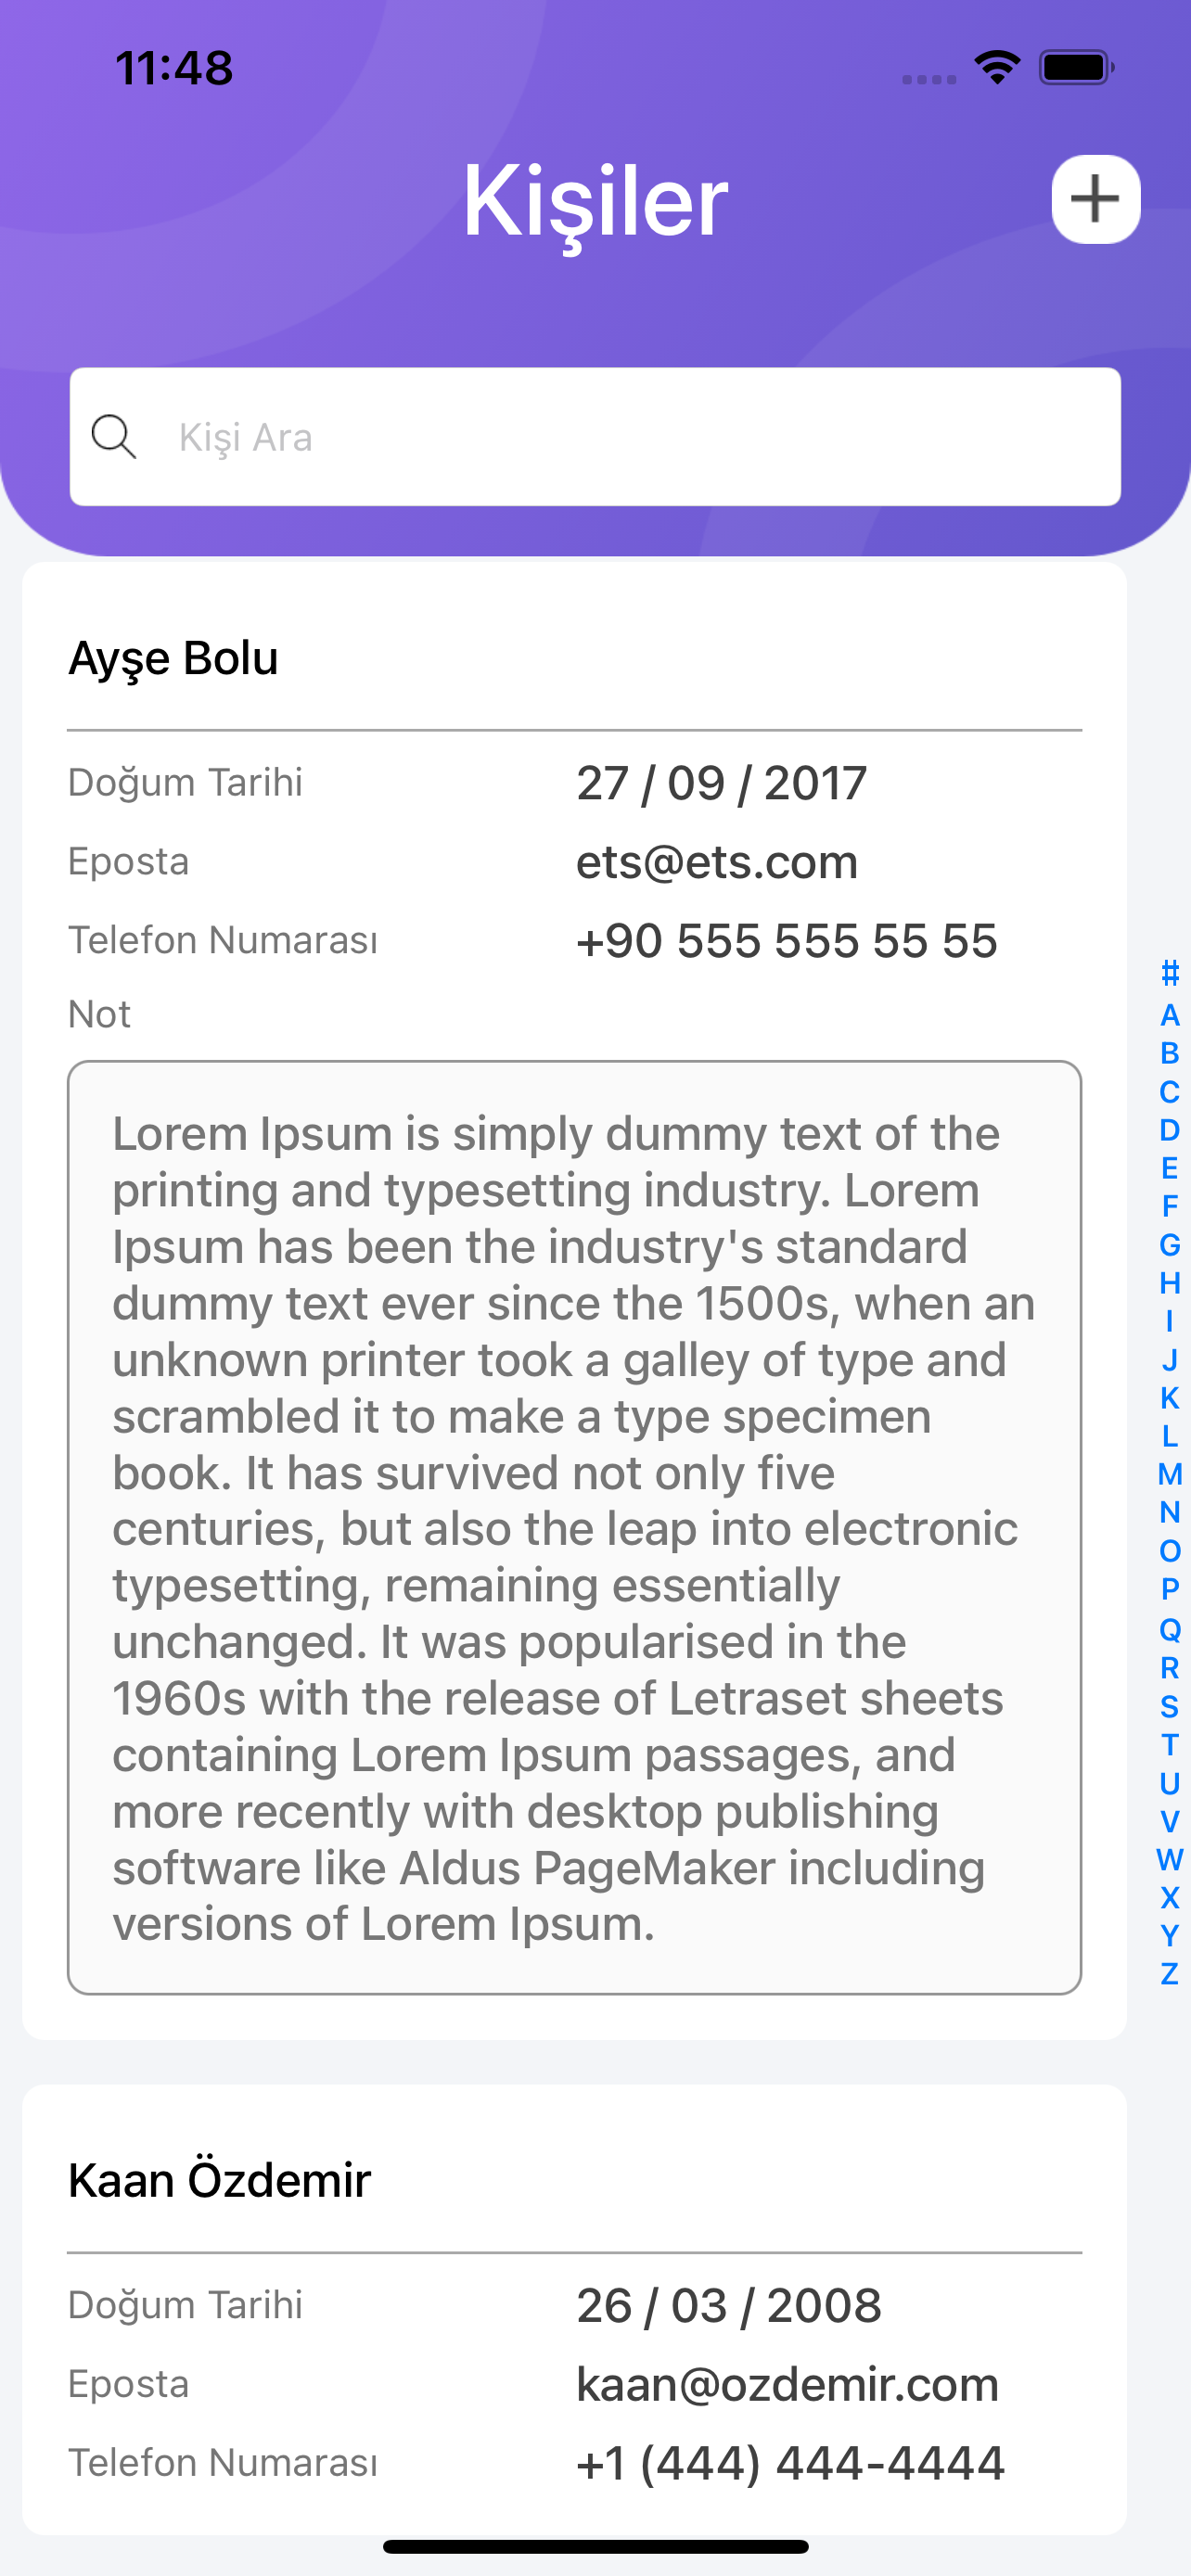 11:48
Kişiler
Kişi Ara
Ayşe Bolu
Doğum Tarihi 27 / 09 / 2017
Eposta ets@ets.com
Telefon Numarası +90 555 555 55 55
Not
Lorem Ipsum is simply dummy text of the
printing and typesetting industry. Lorem
Ipsum has been the industry's standard
dummy text ever since the 1500s, when an
unknown printer took a galley of type and
scrambled it to make a type specimen
book. It has survived not only five
centuries, but also the leap into electronic
typesetting, remaining essentially
unchanged. It was popularised in the
1960s with the release of Letraset sheets
containing Lorem Ipsum passages, and
more recently with desktop publishing
software like Aldus PageMaker including
versions of Lorem Ipsum.
Kaan Özdemir
Doğum Tarihi 26 / 03 / 2008
Eposta kaan@ozdemir.com
Telefon Numarası +1 (444) 444-4444
#
A
B
C
D
E
F
G
H
I
J
K
L
M
N
O
P
Q
R
S
T
U
V
W
X
Y
Z